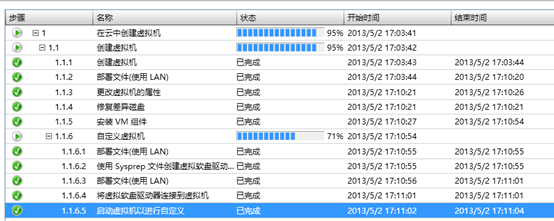 步骤 名称 状态 开始时间 结束时间
1 在云中创建虚拟机 95% 2013/5/2 17:03:41
1.1 创建虚拟机 95% 2013/5/2 17:03:42
1.1.1 创建虚拟机 已完成 2013/5/2 17:03:43 2013/5/2 17:03:44
1.1.2 部署文件(使用 LAN) 已完成 2013/5/2 17:03:44 2013/5/2 17:10:20
1.1.3 更改虚拟机的属性 已完成 2013/5/2 17:10:21 2013/5/2 17:10:26
1.1.4 修复差异磁盘 已完成 2013/5/2 17:10:21 2013/5/2 17:10:21
1.1.5 安装 VM 组件 已完成 2013/5/2 17:10:27 2013/5/2 17:10:54
1.1.6 自定义虚拟机 71% 2013/5/2 17:10:54
1.1.6.1 部署文件(使用 LAN) 已完成 2013/5/2 17:10:55 2013/5/2 17:10:55
1.1.6.2 使用 Sysprep 文件创建虚拟软盘驱动... 已完成 2013/5/2 17:10:55 2013/5/2 17:10:55
1.1.6.3 部署文件(使用 LAN) 已完成 2013/5/2 17:10:56 2013/5/2 17:11:01
1.1.6.4 将虚拟软盘驱动器连接到虚拟机 已完成 2013/5/2 17:11:01 2013/5/2 17:11:01
1.1.6.5 启动虚拟机以进行自定义 已完成 2013/5/2 17:11:02 2013/5/2 17:11:04